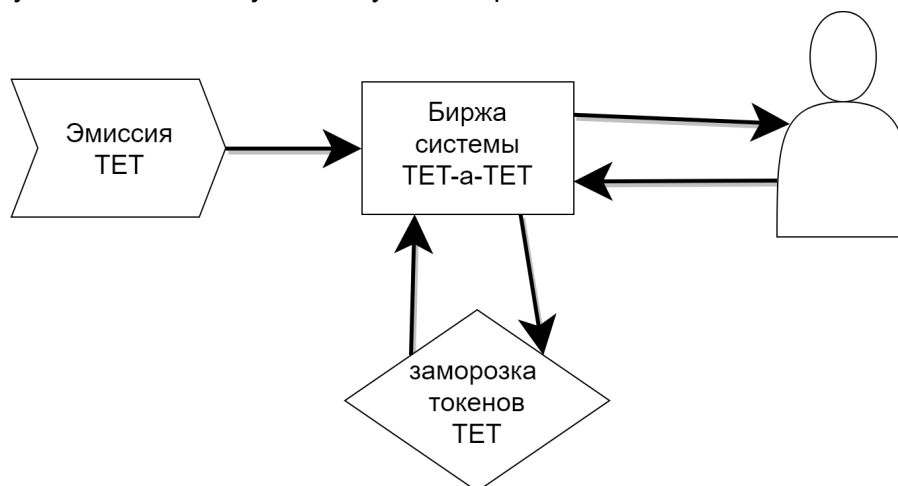 Эмиссия
ТЕТ
Биржа
системы
ТЕТ-а-ТЕТ
заморозка
токенов
ТЕТ